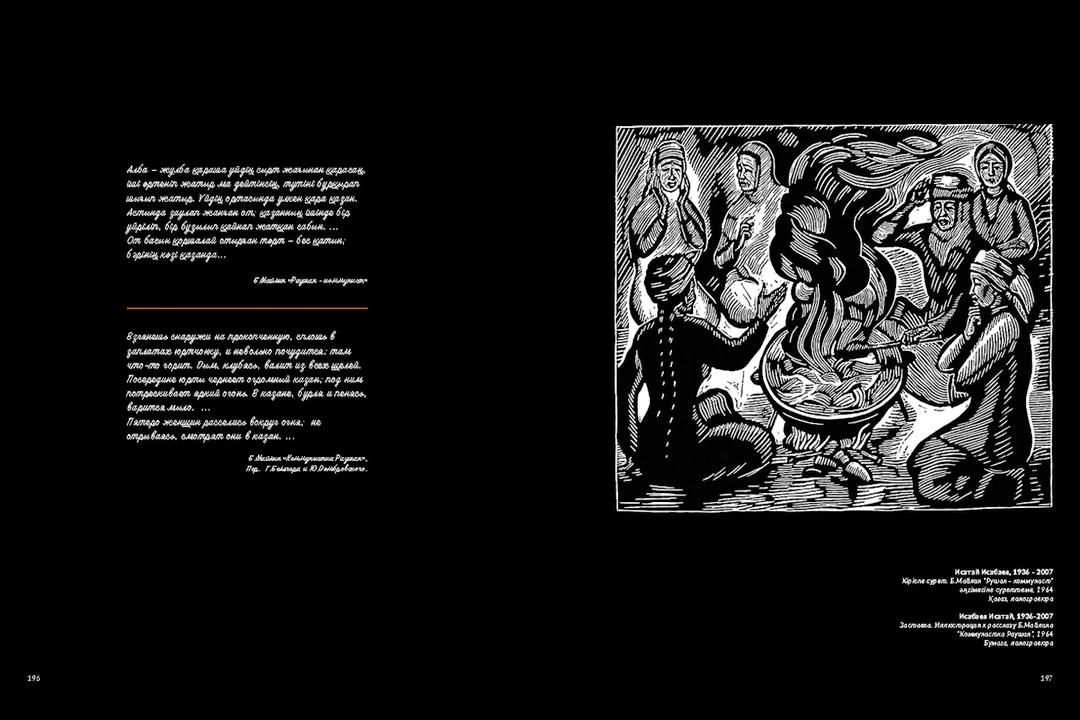 Алба – жұлба қараша үйдің сырт жағынан қарасаң,
іші өртеніп жатыр ма дейтінсің, түтіні бұрқырап
шығып жатыр. Үйдің ортасында үлкен қара қазан.
Астында заулап жанған от; қазанның ішінде бір
үйріліп, бір бұзылып қайнап жатқан сабын. ...
От басын қоршалай отырған төрт – бес қатын;
бәрінің көзі қазанда...
Б.Майлин «Раушан - коммунист»
Взглянешь снаружи на прокопченную, сплошь в
заплатах юртчонку, и невольно почудится: там
что-то горит. Дым, клубясь, валит из всех щелей.
Посередине юрты чернеет огромный казан; под ним
потрескивает яркий огонь. В казане, бурля и пенясь,
варится мыло. ...
Пятеро женщин расселись вокруг огня; не
отрываясь, смотрят они в казан. ...
Б.Майлин «Коммунистка Раушан».
Пер. Г.Бельгера и Ю.Домбровского.
Исатай Исабаев, 1936 - 2007
Кіріспе сурет. Б.Майлин "Рушан – коммунист"
әңгімесіне суреттеме, 1964
Қағаз, линогравюра
Исабаев Исатай, 1936-2007
Заставка. Иллюстрация к рассказу Б.Майлина
"Коммунистка Раушан", 1964
Бумага, линогравюра
196
197